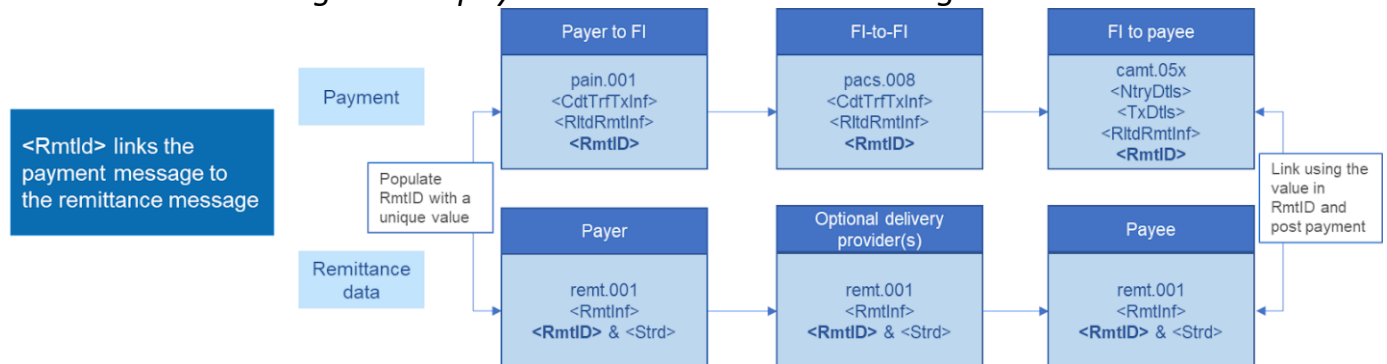 Payer to FI
FI-to-FI
FI to payee
Payment
pain.001
<CdtTrfTxInf>
<RltdRmtInf>
<RmtID>
pacs.008
<CdtTrfTxInf>
<RltdRmtInf>
<RmtID>
camt.05x
<NtryDtls>
<TxDtls>
<RltdRmtInf>
<RmtID>
<RmtId> links the
payment message to
the remittance message
Populate
RmtID with a
unique value
Link using the
value in
RmtID and
post payment
Payer
Optional delivery
provider(s)
Payee
Remittance
data
remt.001
<RmtInf>
<RmtID> & <Strd>
remt.001
<RmtInf>
<RmtID> & <Strd>
remt.001
<RmtInf>
<RmtID> & <Strd>